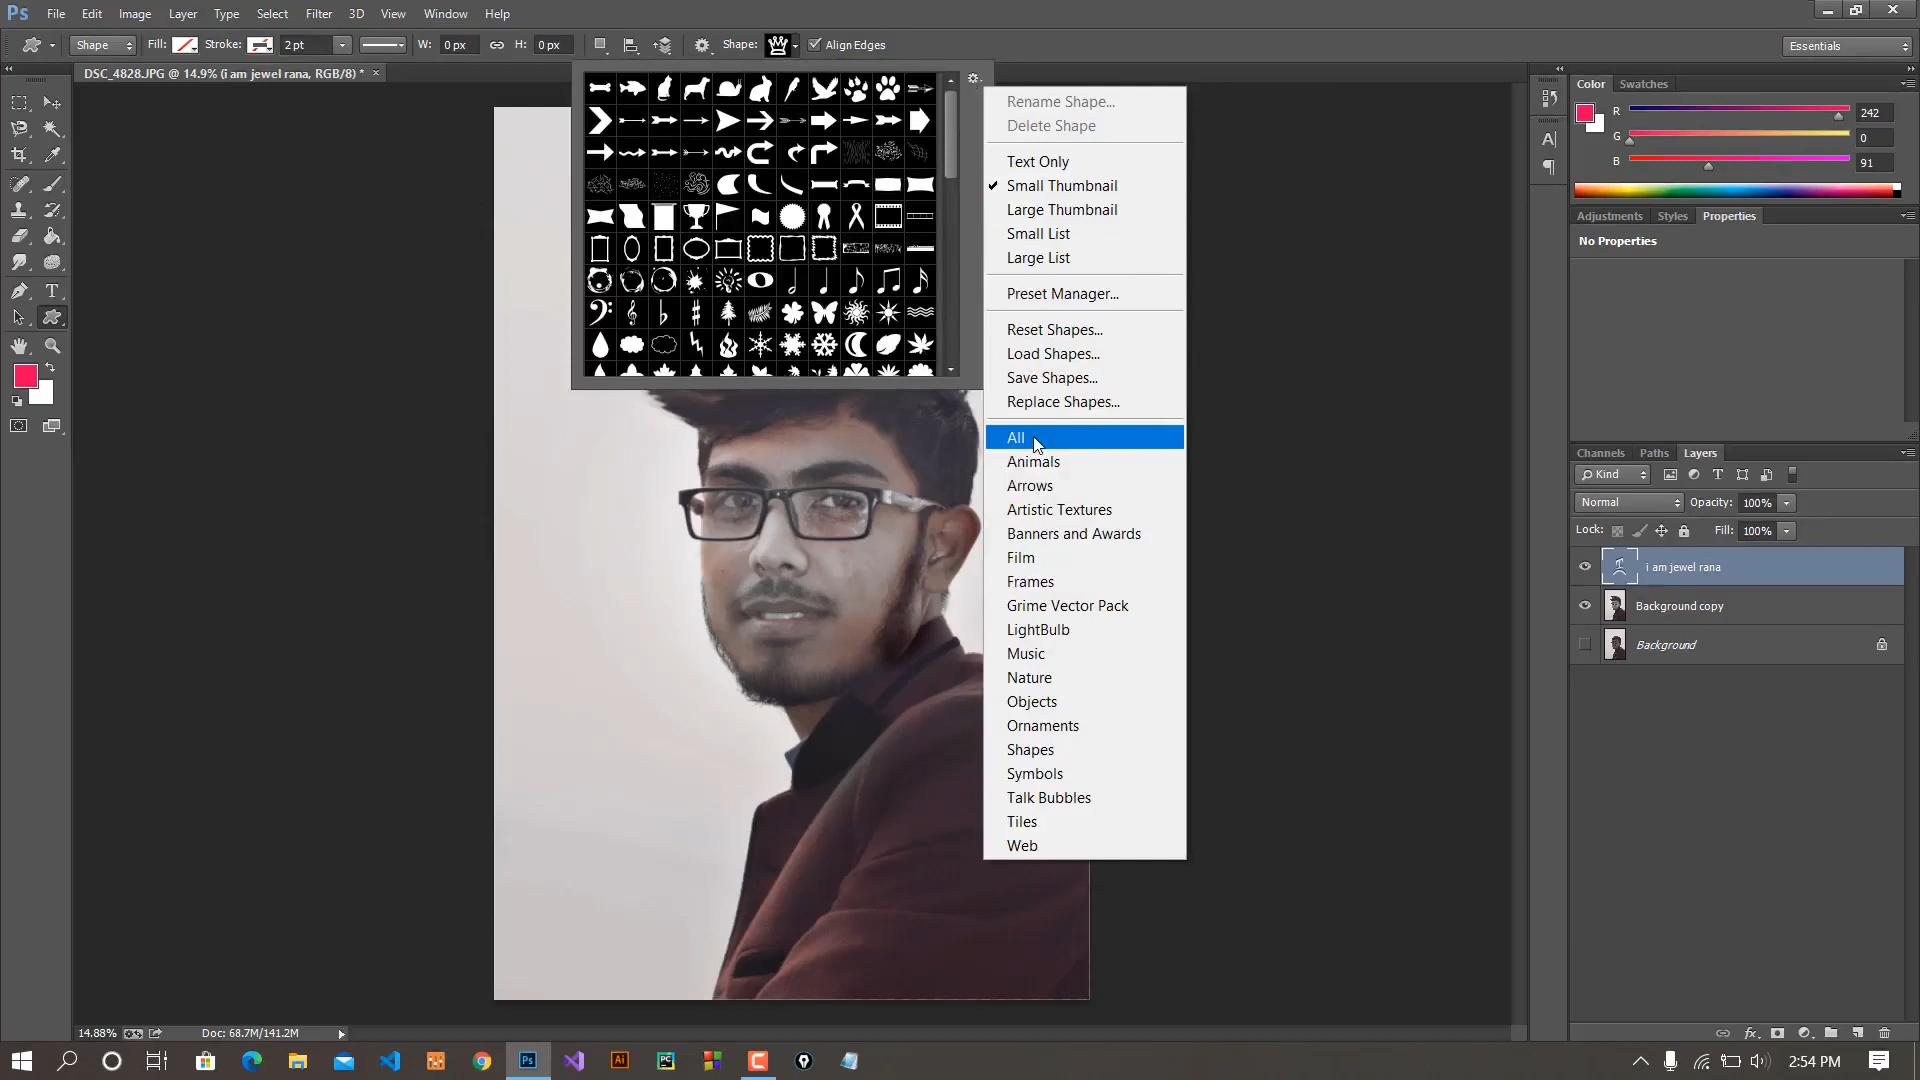 Ps File Edit Image Layer Type Select Filter 3D View Window Help
Shape Fill: Stroke: 2 pt W: 0 px H: 0 px Shape: Align Edges Essentials
DSC_4828.JPG @ 14.9% (i am jewel rana, RGB/8) * ×
Color Swatches
R 242
G 0
B 91
Adjustments Styles Properties
No Properties
Rename Shape...
Delete Shape
Text Only
Small Thumbnail
Large Thumbnail
Small List
Large List
Preset Manager...
Reset Shapes...
Load Shapes...
Save Shapes...
Replace Shapes...
All
Animals
Arrows
Artistic Textures
Banners and Awards
Film
Frames
Grime Vector Pack
LightBulb
Music
Nature
Objects
Ornaments
Shapes
Symbols
Talk Bubbles
Tiles
Web
Channels Paths Layers
Kind
Normal Opacity: 100%
Lock: Fill: 100%
i am jewel rana
Background copy
Background
14.88% Doc: 68.7M/141.2M
2:54 PM